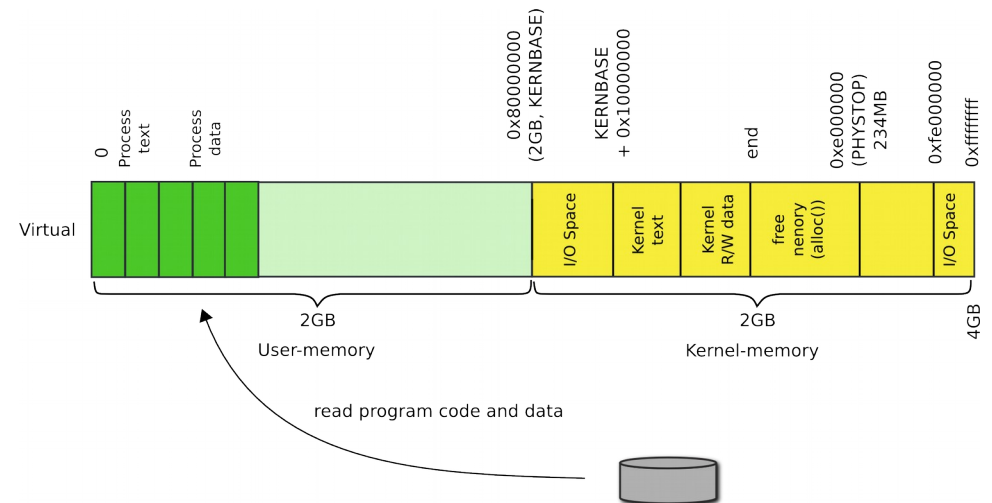 0
Process
text
Process
data
0x80000000
(2GB, KERNBASE)
KERNBASE
+ 0x10000000
end
0xe000000
(PHYSTOP)
234MB
0xfe000000
0xffffffff
Virtual
I/O Space
Kernel
text
Kernel
R/W data
free
nenory
(alloc())
I/O Space
2GB
User-memory
2GB
Kernel-memory
4GB
read program code and data